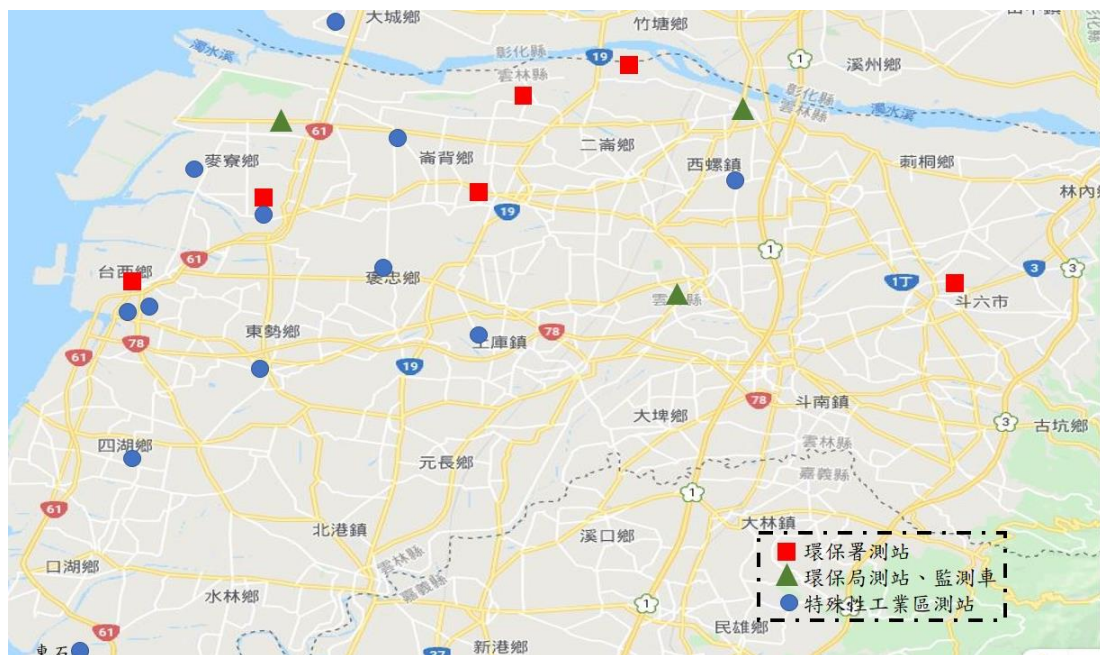 大城鄉
竹塘鄉
濁水溪
彰化縣
雲林縣
19
1
溪州鄉
彰化縣
雲林縣
濁水溪
61
二崙鄉
麥寮鄉
崙背鄉
西螺鎮
莿桐鄉
林內鄉
19
1
61
台西鄉
褒忠鄉
雲林縣
1丁
3
3
斗六市
東勢鄉
78
土庫鎮
78
61
19
78
斗南鎮
大埤鄉
3
古坑鄉
四湖鄉
元長鄉
雲林縣
嘉義縣
1
61
北港鎮
溪口鄉
大林鎮
環保署測站
口湖鄉
雲林縣
嘉義縣
環保局測站、監測車
水林鄉
1
特殊性工業區測站
61
民雄鄉
東石
新港鄉
37